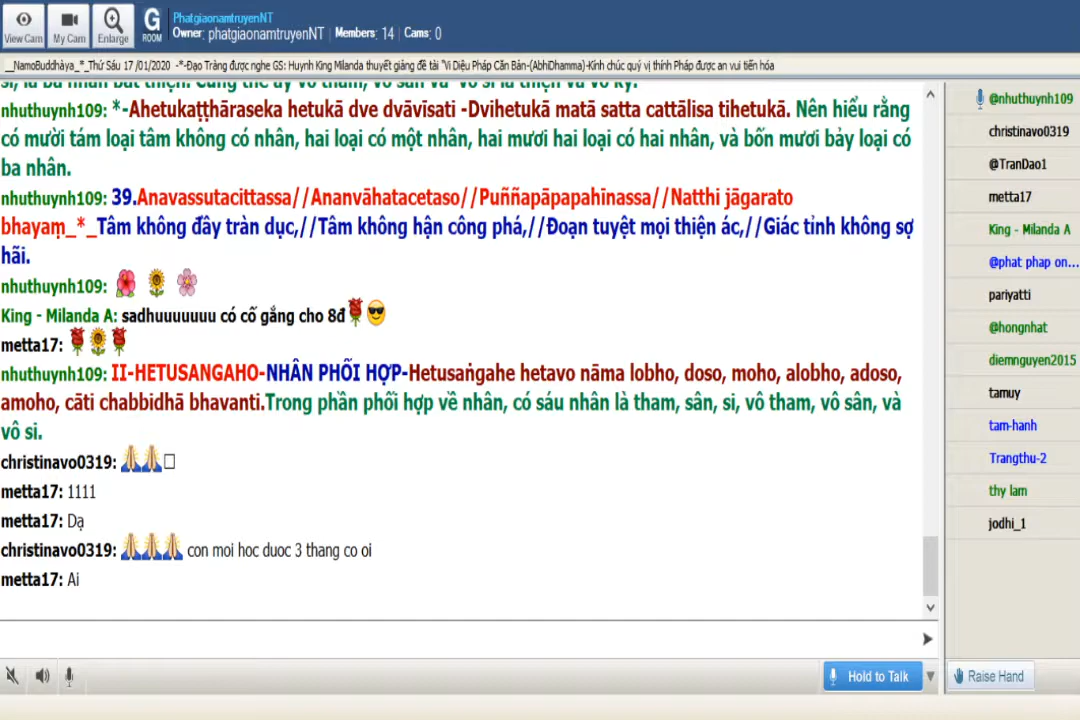 View Cam
My Cam
Enlarge
G
ROOM
PhatgiaonamtruyenNT
Owner: phatgiaonamtruyenNT | Members: 14 | Cams: 0
__NamoBuddhàya_*_Thứ Sáu 17 /01/2020 -*-Đạo Tràng được nghe GS: Huynh King Milanda thuyết giảng đề tài "Vi Diệu Pháp Căn Bản-(AbhiDhamma)-Kính chúc quý vị thính Pháp được an vui tiến hóa
nhuthuynh109: *-Ahetukaṭṭhāraseka hetukā dve dvāvīsati -Dvihetukā matā satta cattālisa tihetukā. Nên hiểu rằng
có mười tám loại tâm không có nhân, hai loại có một nhân, hai mươi hai loại có hai nhân, và bốn mươi bảy loại có
ba nhân.
nhuthuynh109: 39.Anavassutacittassa//Ananvāhatacetaso//Puññapāpapahīnassa//Natthi jāgarato
bhayaṃ_*_Tâm không đầy tràn dục,//Tâm không hận công phá,//Đoạn tuyệt mọi thiện ác,//Giác tỉnh không sợ
hãi.
nhuthuynh109:
King - Milanda A: sadhuuuuuuu có cố gắng cho 8đ
metta17:
nhuthuynh109: II-HETUSANGAHO-NHÂN PHỐI HỢP-Hetusaṅgahe hetavo nāma lobho, doso, moho, alobho, adoso,
amoho, cāti chabbidhā bhavanti.Trong phần phối hợp về nhân, có sáu nhân là tham, sân, si, vô tham, vô sân, và
vô si.
christinavo0319:
metta17: 1111
metta17: Dạ
christinavo0319: con moi hoc duoc 3 thang co oi
metta17: Ai
@nhuthuynh109
christinavo0319
@TranDao1
metta17
King - Milanda A
@phat phap on...
pariyatti
@hongnhat
diemnguyen2015
tamuy
tam-hanh
Trangthu-2
thy lam
jodhi_1
Hold to Talk
Raise Hand